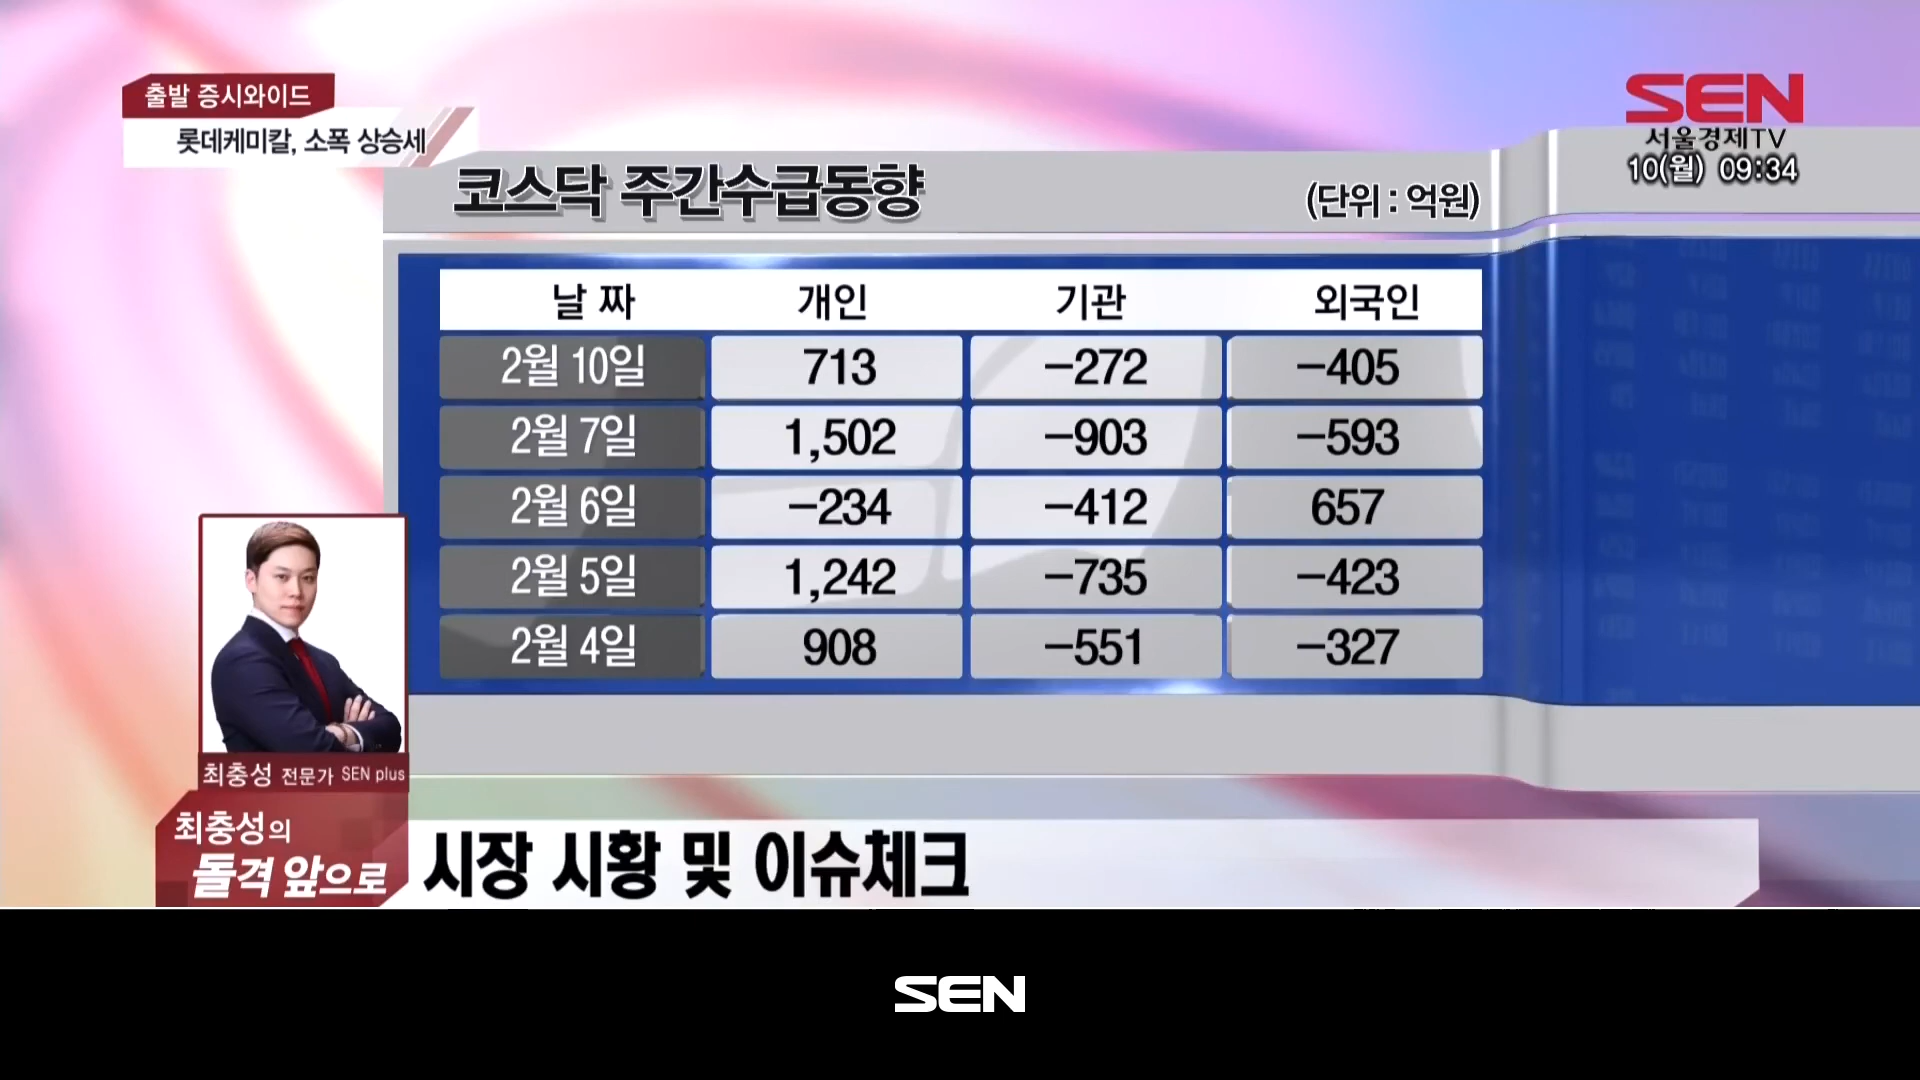 출발 증시와이드
롯데케미칼, 소폭 상승세
SEN
서울경제TV
10(월) 09:34
코스닥 주간수급동향 (단위 : 억원)
날 짜 개인 기관 외국인
2월 10일 713 -272 -405
2월 7일 1,502 -903 -593
2월 6일 -234 -412 657
2월 5일 1,242 -735 -423
2월 4일 908 -551 -327
최충성 전문가 SEN plus
최충성의
돌격 앞으로
시장 시황 및 이슈체크
SEN